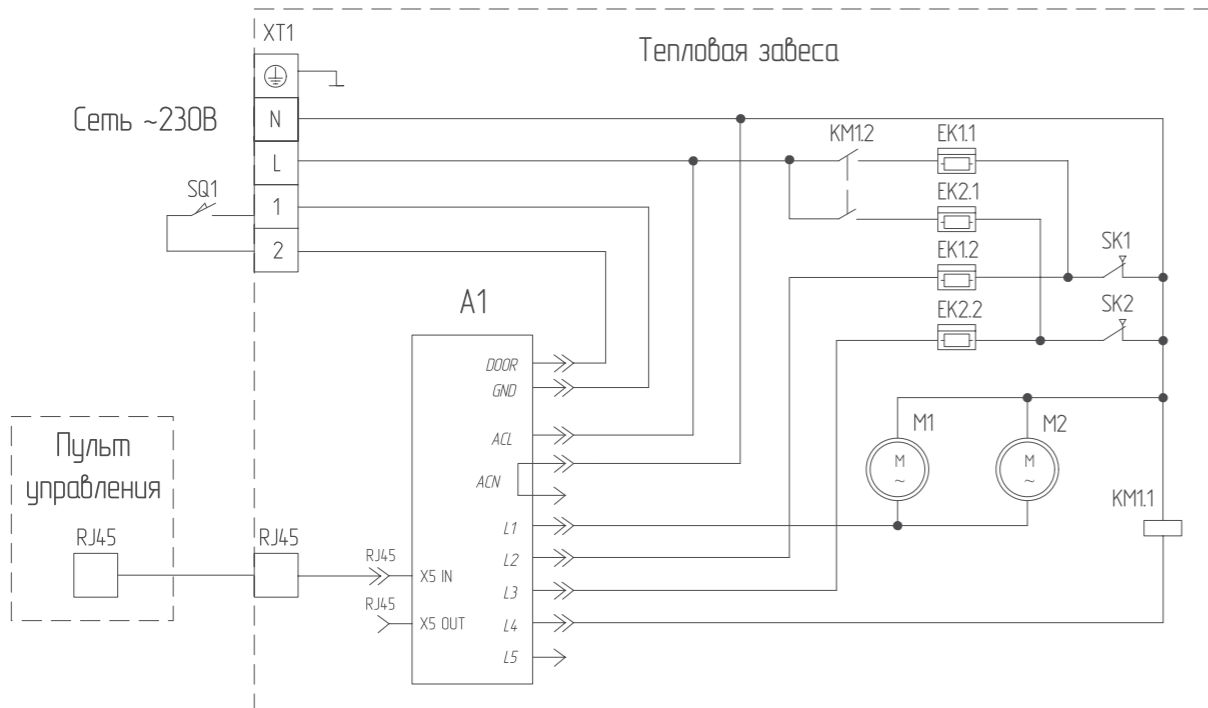 XT1
Тепловая завеса
Сеть ~230В
N
L
1
2
SQ1
KM1.2
EK1.1
EK2.1
EK1.2
EK2.2
SK1
SK2
A1
DOOR
GND
ACL
ACN
L1
L2
L3
L4
L5
X5 IN
X5 OUT
RJ45
RJ45
M1
M
~
M2
M
~
KM1.1
Пульт
управления
RJ45
RJ45